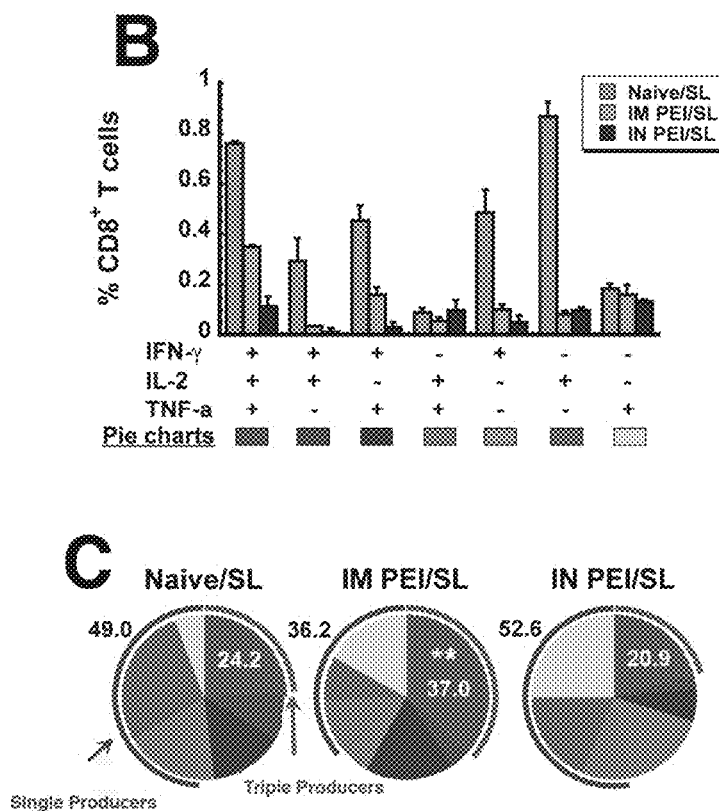 B
% CD8+ T cells
1
0.8
0.6
0.4
0.2
0
Naive/SL
IM PEI/SL
IN PEI/SL
IFN-γ + + + - + - -
IL-2 + + - + - + -
TNF-a + - + + - - +
Pie charts
C
Naive/SL IM PEI/SL IN PEI/SL
49.0 24.2 36.2 ** 37.0 52.6 20.9
Single Producers Triple Producers